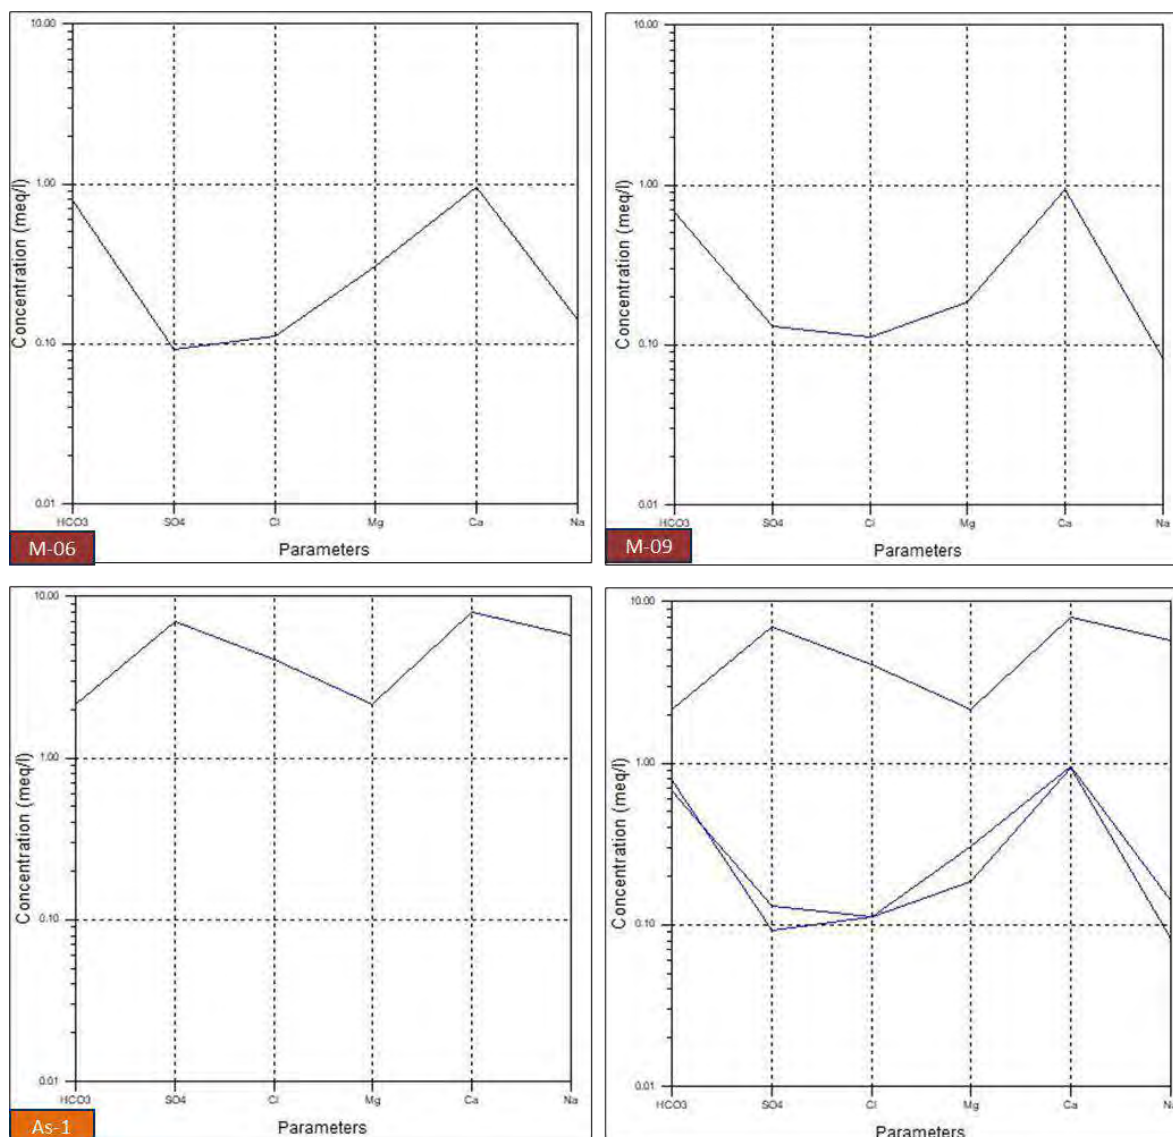 10.00
1.00
0.10
0.01
Concentration (meq/l)
HCO3 SO4 Cl Mg Ca Na
Parameters
M-06
10.00
1.00
0.10
0.01
Concentration (meq/l)
HCO3 SO4 Cl Mg Ca Na
Parameters
M-09
10.00
1.00
0.10
0.01
Concentration (meq/l)
HCO3 SO4 Cl Mg Ca Na
Parameters
As-1
10.00
1.00
0.10
0.01
Concentration (meq/l)
HCO3 SO4 Cl Mg Ca N
Parameters